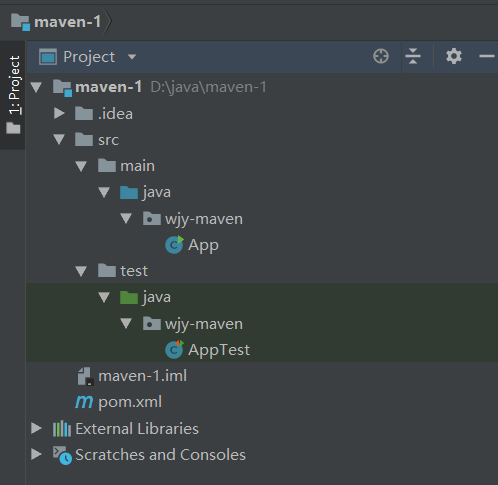 maven-1
Project
1: Project
maven-1 D:\java\maven-1
.idea
src
main
java
wjy-maven
App
test
java
wjy-maven
AppTest
maven-1.iml
pom.xml
External Libraries
Scratches and Consoles